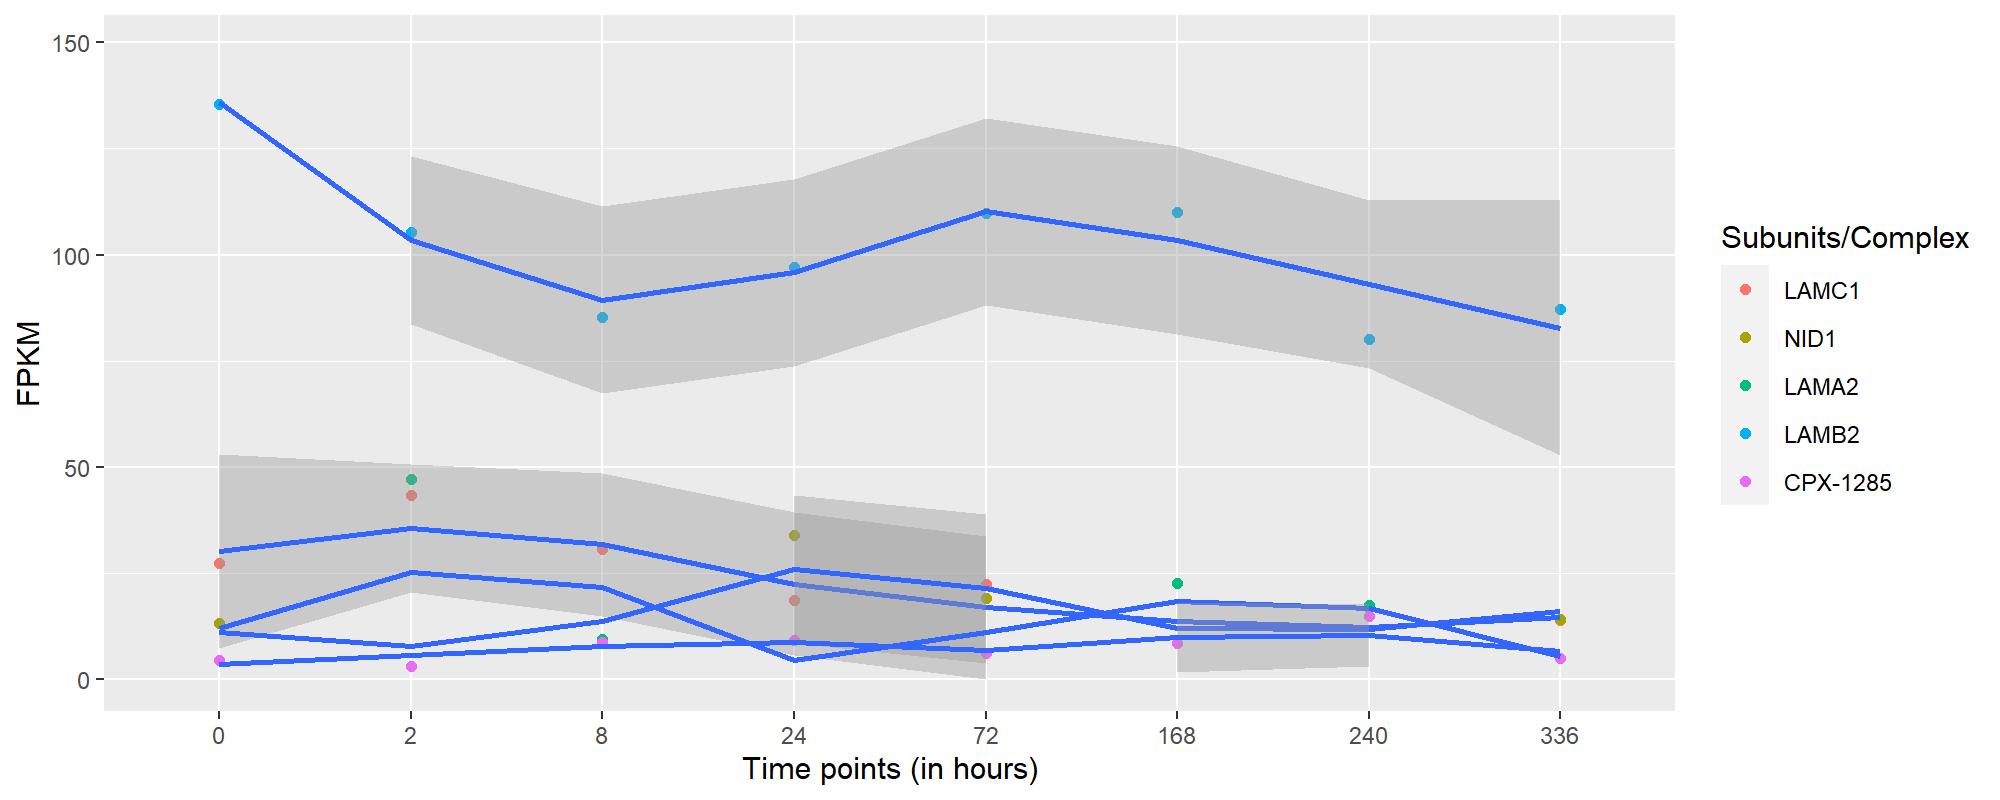 150
100
50
0
FPKM
0 2 8 24 72 168 240 336
Time points (in hours)
Subunits/Complex
LAMC1
NID1
LAMA2
LAMB2
CPX-1285